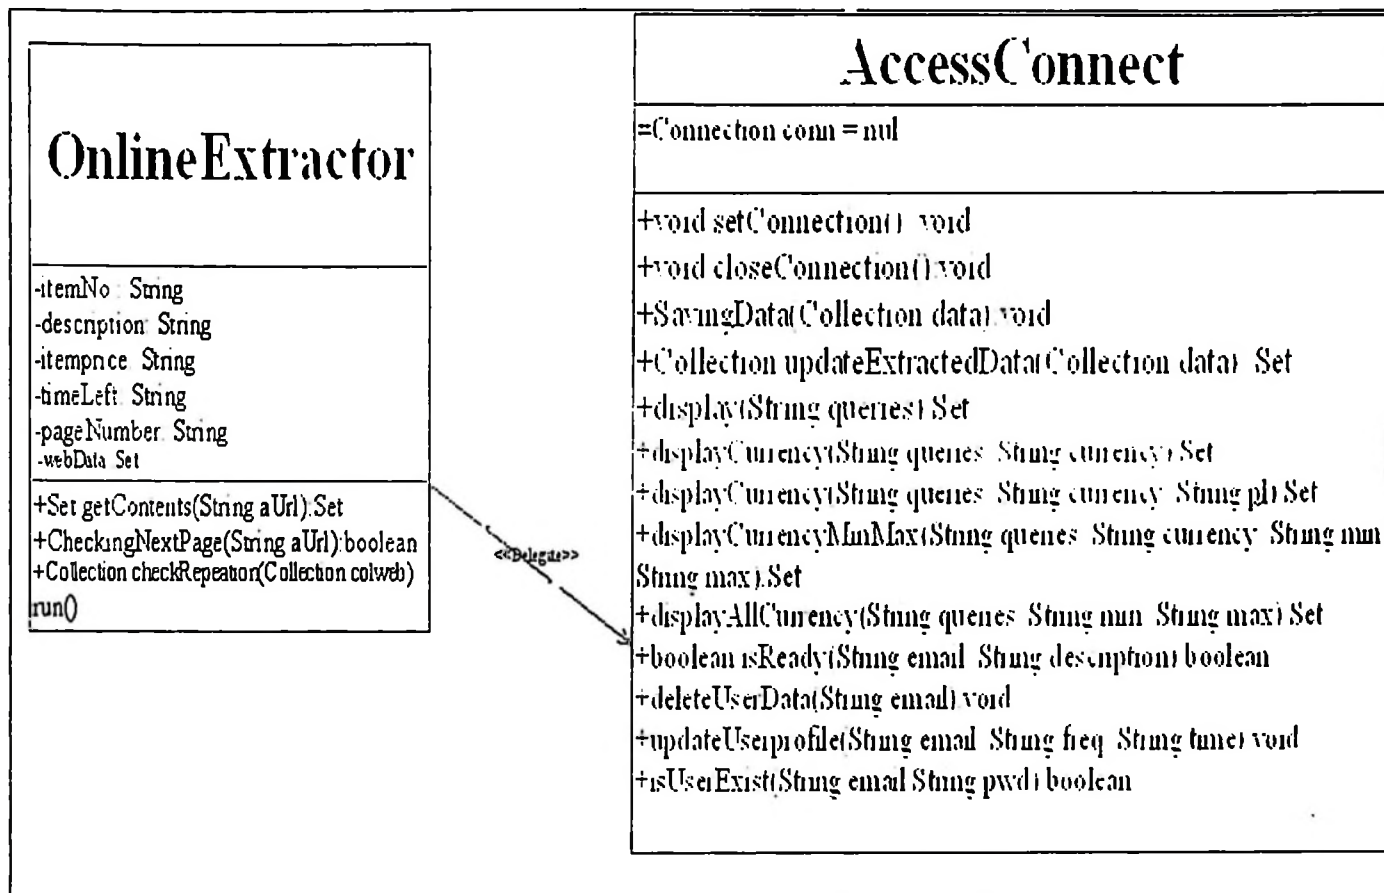 OnlineExtractor
-itemNo : String
-description: String
-itemprice: String
-timeLeft: String
-pageNumber: String
-webData: Set
+Set getContents(String aUrl):Set
+CheckingNextPage(String aUrl):boolean
+Collection checkRepeation(Collection colweb)
run()
<<Delegate>>
AccessConnect
=Connection conn = nul
+void setConnection() void
+void closeConnection():void
+SavingData(Collection data):void
+Collection updateExtractedData(Collection data) Set
+display(String queries) Set
+displayCurrency(String queries String currency) Set
+displayCurrency(String queries String currency String pl) Set
+displayCurrencyMinMax(String queries String currency String min
String max).Set
+displayAllCurrency(String queries String min String max) Set
+boolean isReady(String email String description) boolean
+deleteUserData(String email) void
+updateUserprofile(String email String freq String time) void
+isUserExist(String email String pwd) boolean